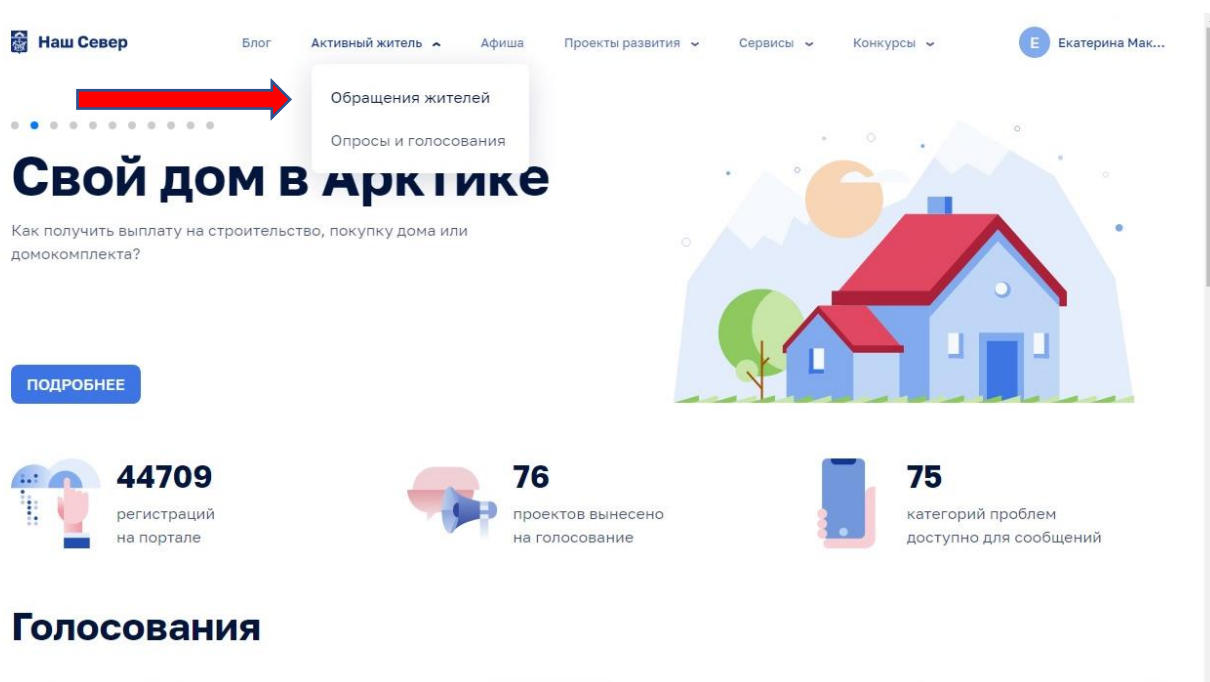 Наш Север
Блог
Активный житель
Афиша
Проекты развития
Сервисы
Конкурсы
Е
Екатерина Мак...
Обращения жителей
Опросы и голосования
Свой дом в Арктике
Как получить выплату на строительство, покупку дома или
домокомплекта?
ПОДРОБНЕЕ
44709
регистраций
на портале
76
проектов вынесено
на голосование
75
категорий проблем
доступно для сообщений
Голосования